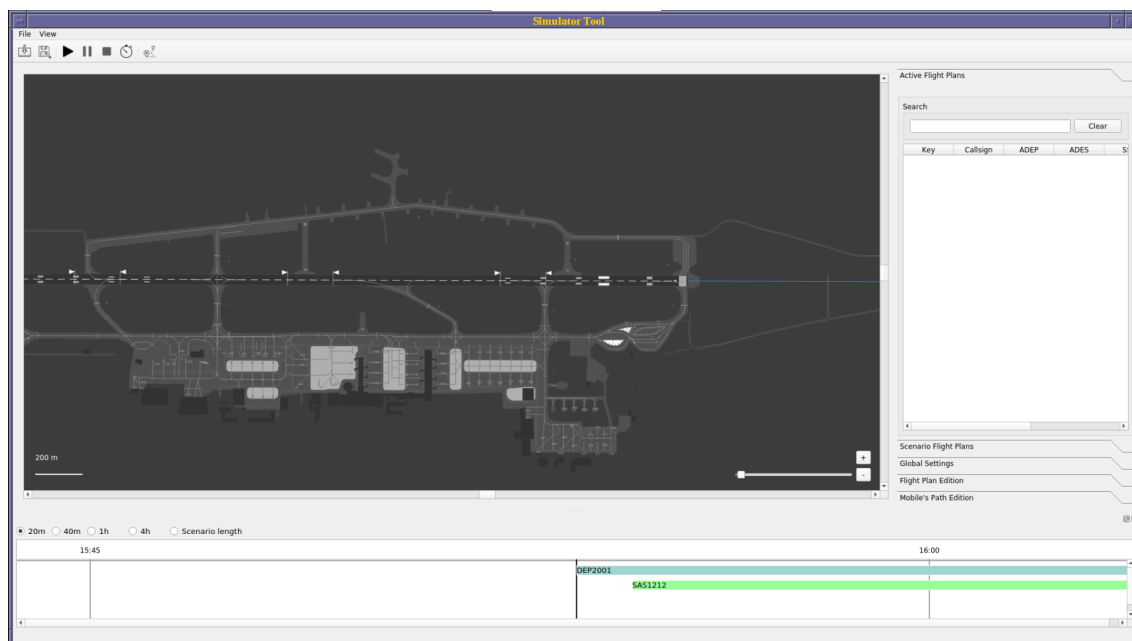 Simulator Tool
File View
Active Flight Plans
Search
Clear
Key Callsign ADEP ADES
200 m
+
-
Scenario Flight Plans
Global Settings
Flight Plan Edition
Mobile's Path Edition
20m 40m 1h 4h Scenario length
15:45 16:00
DEP2001
SAS1212